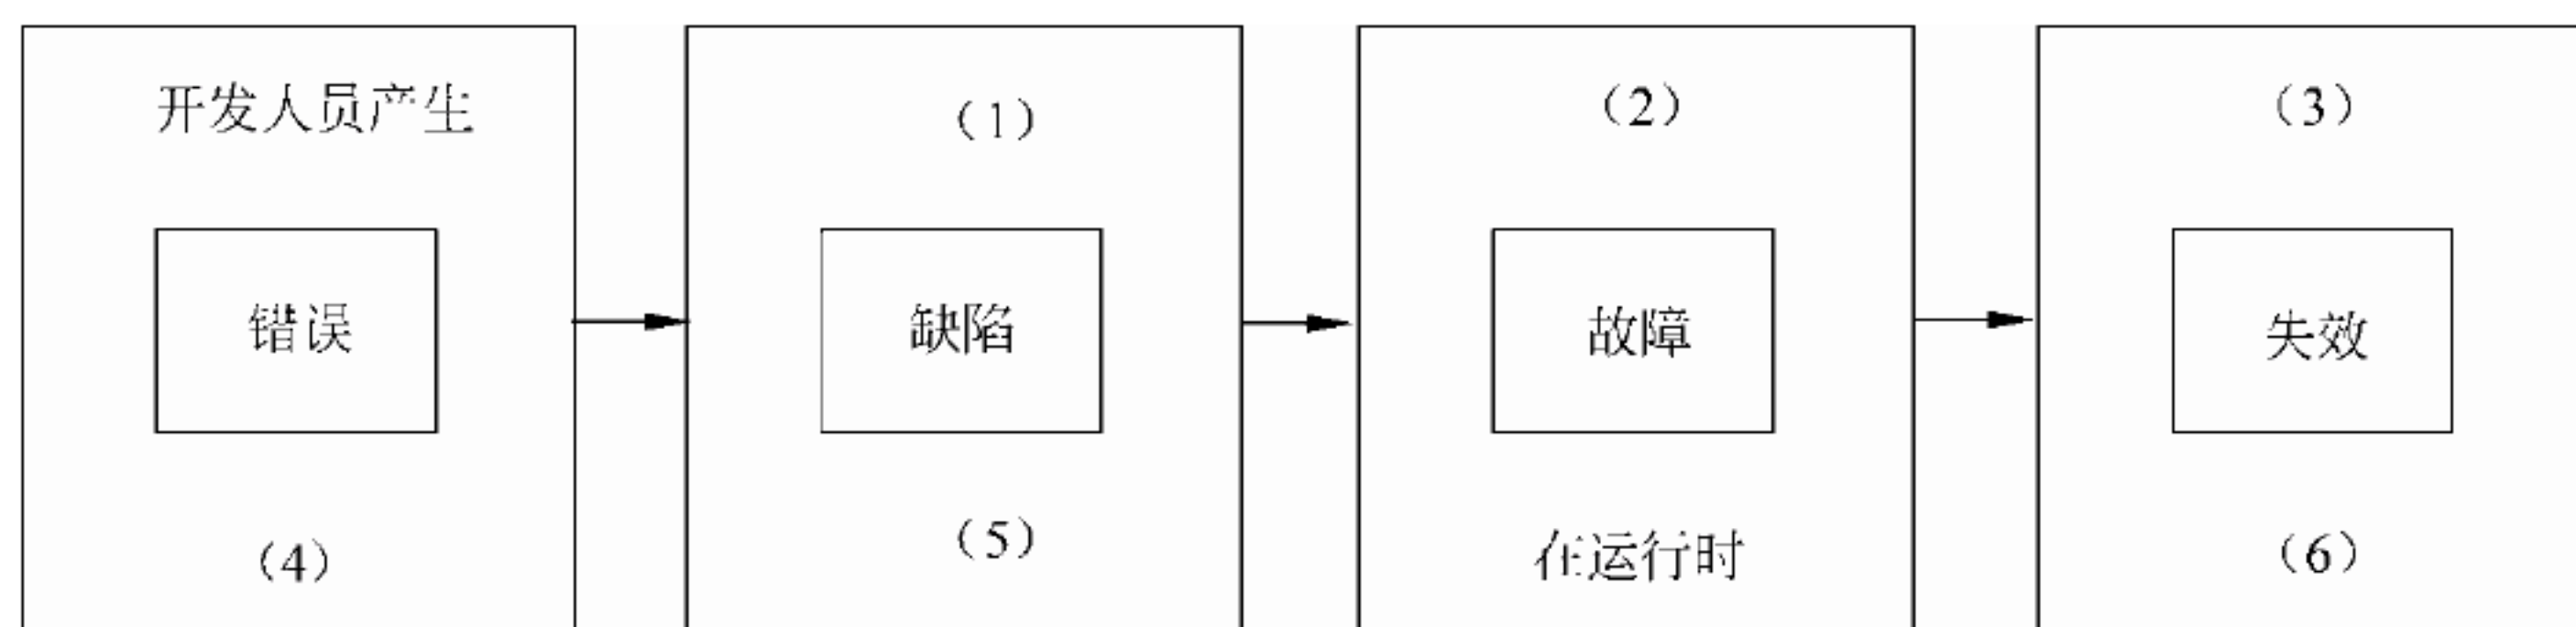 开发人员产生
(1)
(2)
(3)
错误
缺陷
故障
失效
(4)
(5)
在运行时
(6)